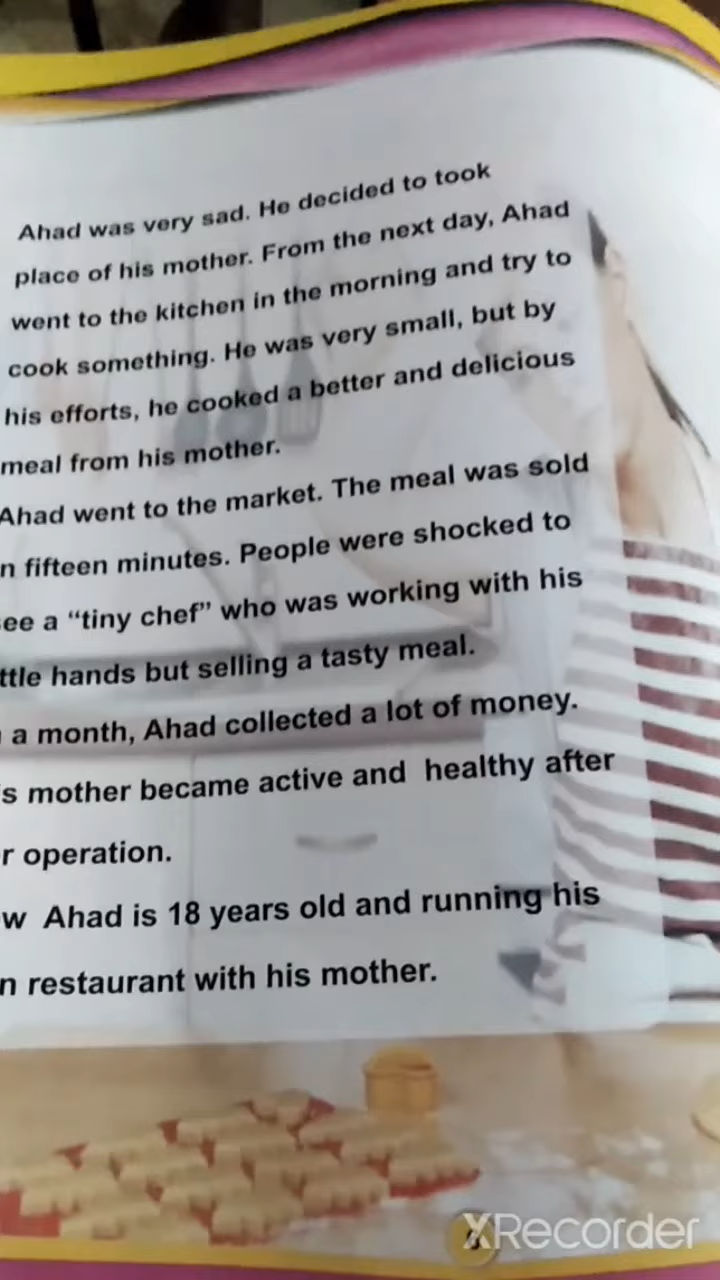 Ahad was very sad. He decided to took
place of his mother. From the next day, Ahad
went to the kitchen in the morning and try to
cook something. He was very small, but by
his efforts, he cooked a better and delicious
meal from his mother.
Ahad went to the market. The meal was sold
n fifteen minutes. People were shocked to
ee a “tiny chef” who was working with his
ttle hands but selling a tasty meal.
a month, Ahad collected a lot of money.
s mother became active and healthy after
r operation.
w Ahad is 18 years old and running his
n restaurant with his mother.
XRecorder